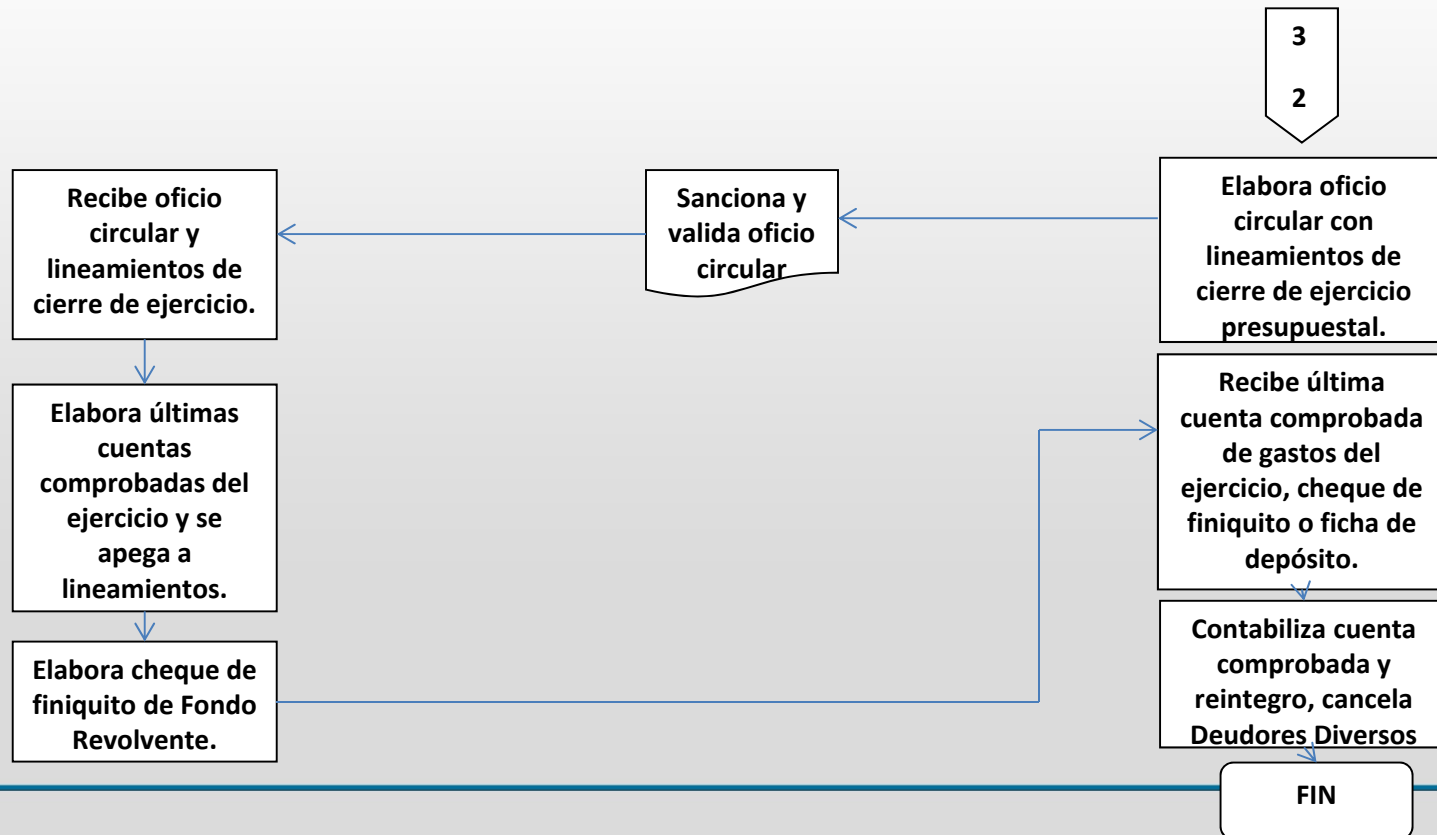 3
2
Elabora oficio
circular con
lineamientos de
cierre de ejercicio
presupuestal.
Sanciona y
valida oficio
circular
Recibe oficio
circular y
lineamientos de
cierre de ejercicio.
Elabora últimas
cuentas
comprobadas del
ejercicio y se
apega a
lineamientos.
Elabora cheque de
finiquito de Fondo
Revolvente.
Recibe última
cuenta comprobada
de gastos del
ejercicio, cheque de
finiquito o ficha de
depósito.
Contabiliza cuenta
comprobada y
reintegro, cancela
Deudores Diversos
FIN